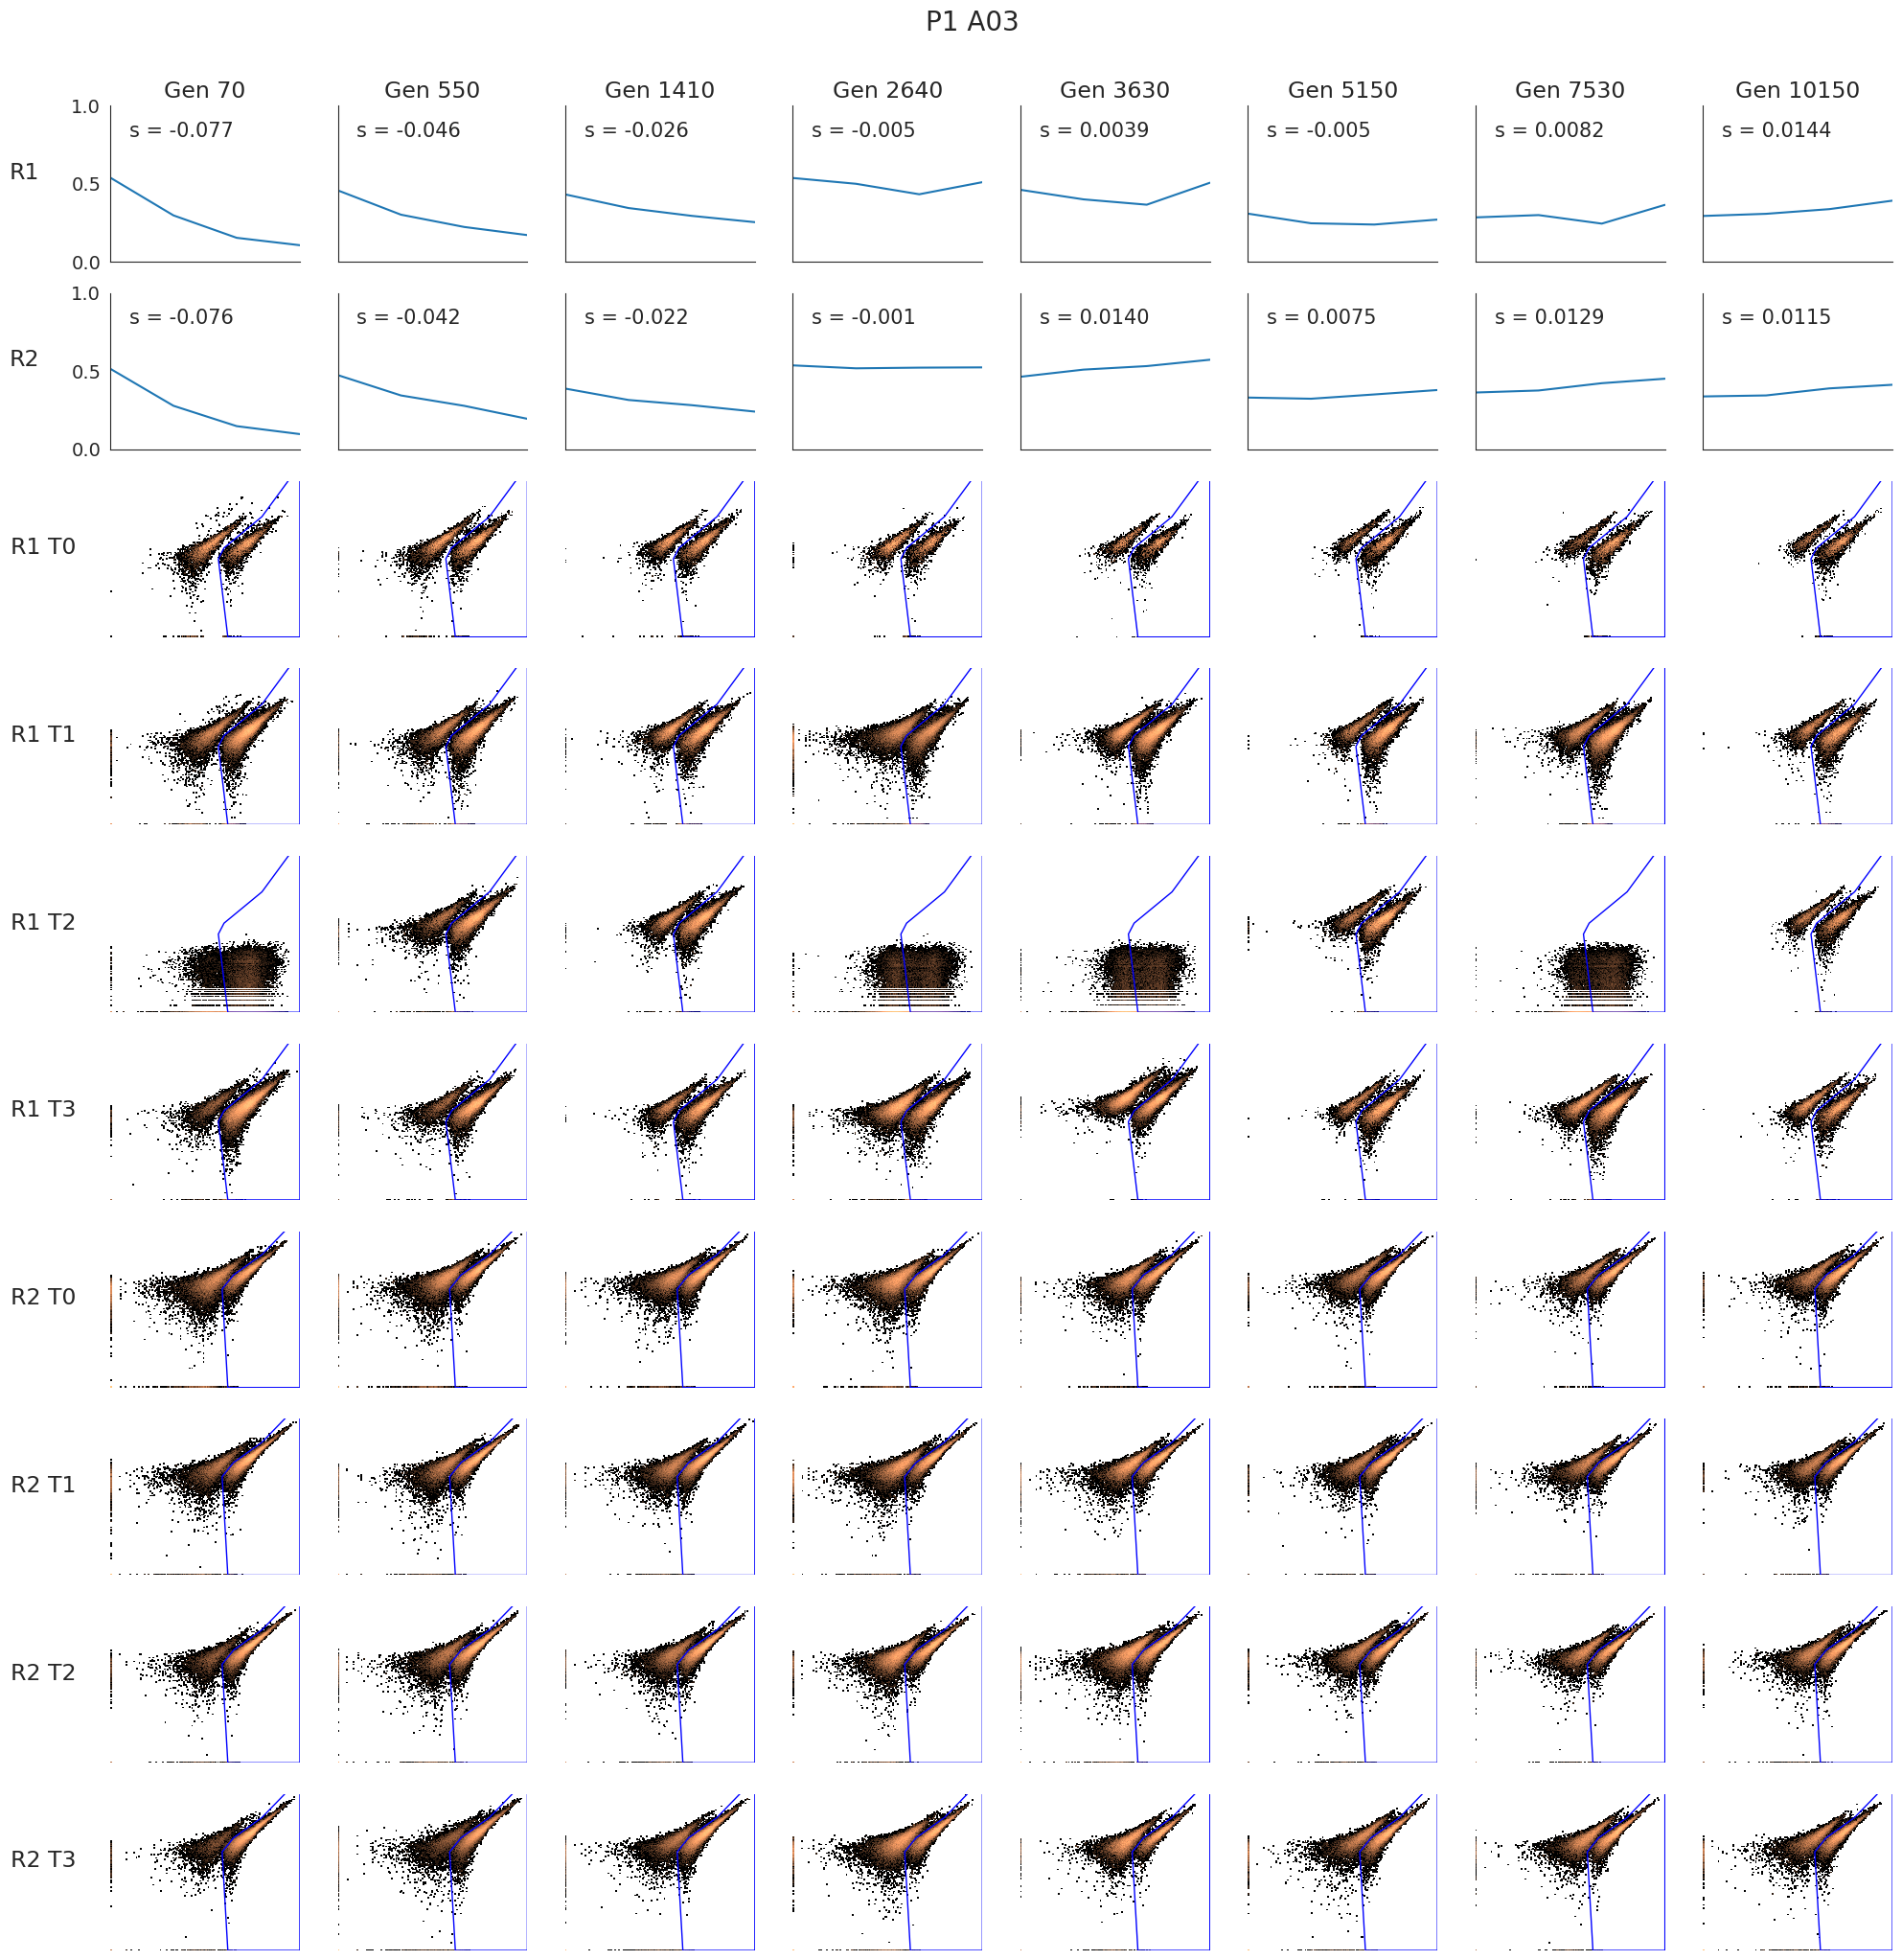 P1 A03
Gen 70 Gen 550 Gen 1410 Gen 2640 Gen 3630 Gen 5150 Gen 7530 Gen 10150
1.0
s = -0.077 s = -0.046 s = -0.026 s = -0.005 s = 0.0039 s = -0.005 s = 0.0082 s = 0.0144
R1
0.5
0.0
1.0
s = -0.076 s = -0.042 s = -0.022 s = -0.001 s = 0.0140 s = 0.0075 s = 0.0129 s = 0.0115
R2
0.5
0.0
R1 T0
R1 T1
R1 T2
R1 T3
R2 T0
R2 T1
R2 T2
R2 T3